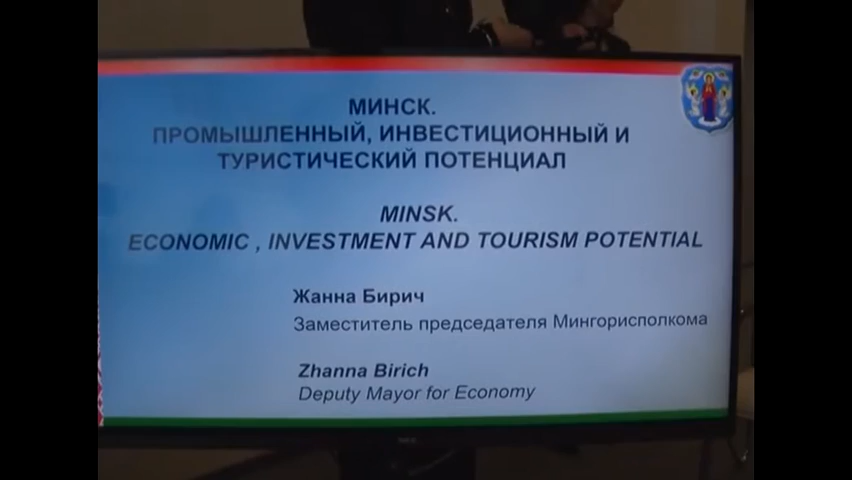 МИНСК.
ПРОМЫШЛЕННЫЙ, ИНВЕСТИЦИОННЫЙ И
ТУРИСТИЧЕСКИЙ ПОТЕНЦИАЛ
MINSK.
ECONOMIC , INVESTMENT AND TOURISM POTENTIAL
Жанна Бирич
Заместитель председателя Мингорисполкома
Zhanna Birich
Deputy Mayor for Economy
NEC